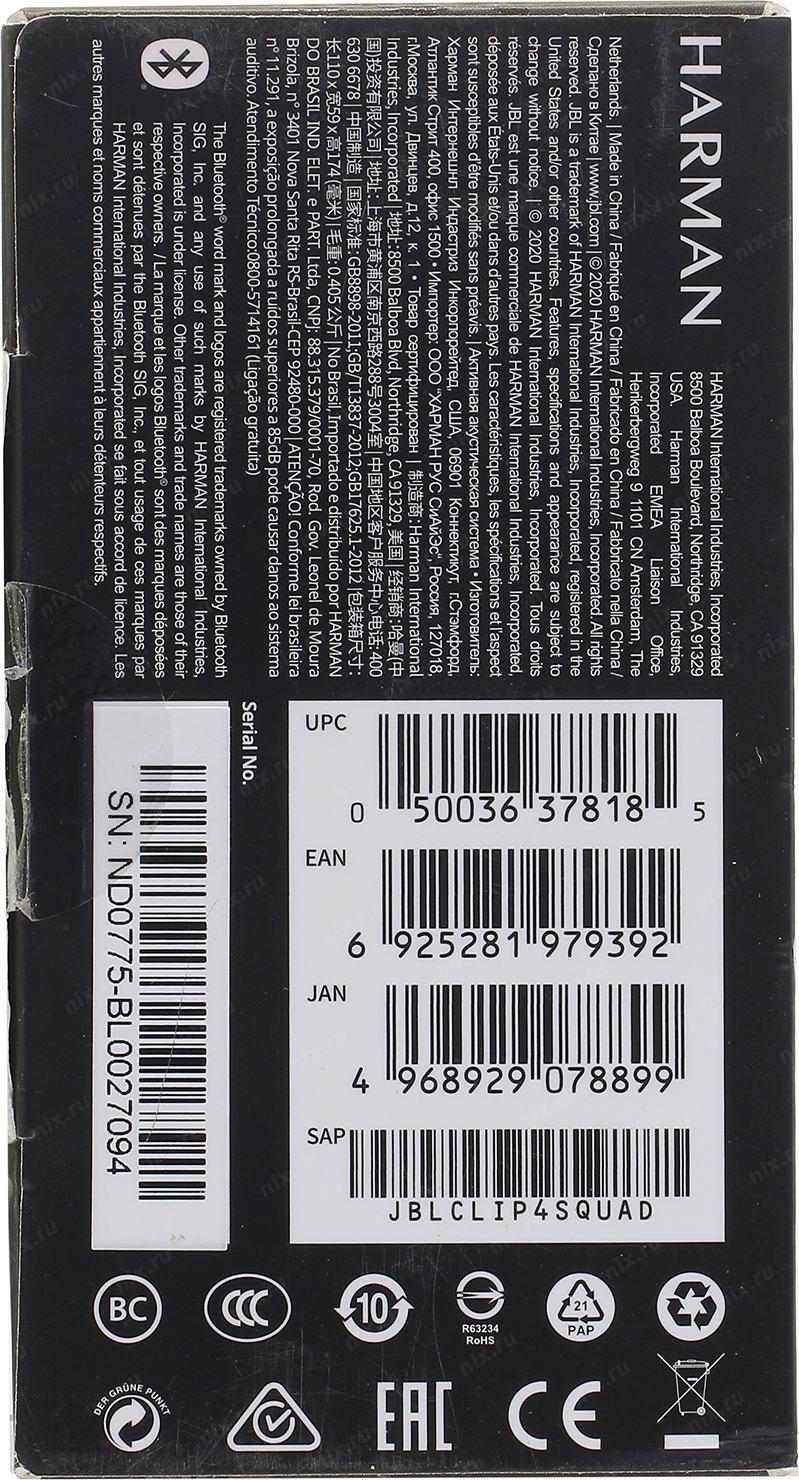 HARMAN
HARMAN International Industries, Incorporated
8500 Balboa Boulevard, Northridge, CA 91329
USA Harman International Industries,
Incorporated EMEA Liaison Office,
Herikerbergweg 9 1101 CN Amsterdam, The
Netherlands. | Made in China / Fabriqué en China / Fabricado en China / Fabricato nella China /
Сделано в Китае | www.jbl.com | © 2020 HARMAN International Industries, Incorporated. All rights
reserved. JBL is a trademark of HARMAN International Industries, Incorporated, registered in the
United States and/or other countries. Features, specifications and appearance are subject to
change without notice. | © 2020 HARMAN International Industries, Incorporated. Tous droits
réservés. JBL est une marque commerciale de HARMAN International Industries, Incorporated,
déposée aux États-Unis et/ou dans d'autres pays. Les caractéristiques, les spécifications et l'aspect
sont susceptibles d'être modifiés sans préavis. | Активная акустическая система • Изготовитель:
Харман Интернешнл Индастриз Инкорпорейтед, США, 06901 Коннектикут, г.Стэмфорд,
Атлантик Стрит 400, офис 1500 • Импортер: ООО "ХАРМАН РУС СиАйЭс", Россия, 127018,
г.Москва, ул. Двинцев, д.12, к. 1 • Товар сертифицирован | 制造商: Harman International
Industries, Incorporated | 地址: 8500 Balboa Blvd, Northridge, CA 91329, 美国 | 经销商: 哈曼(中
国)投资有限公司 | 地址: 上海市黄浦区南京西路288号3004室 | 中国地区客户服务中心电话: 400
630 6678 | 中国制造 | 国家标准: GB8898-2011;GB/T13837-2012;GB17625.1-2012 | 包装箱尺寸:
长110 x 宽59 x 高174 (毫米) | 毛重: 0.405 公斤 | No Brasil, Importado e distribuído por HARMAN
DO BRASIL IND. ELET. e PART. Ltda, CNPJ: 88.315.379/0001-70, Rod. Gov. Leonel de Moura
Brizola, n° 3401 Nova Santa Rita RS-Brasil-CEP 92480-000 | ATENÇÃO! Conforme lei brasileira
n° 11.291, a exposição prolongada a ruídos superiores a 85db pode causar danos ao sistema
auditivo. Atendimento Técnico:0800-5714161 (Ligação gratuita)
The Bluetooth® word mark and logos are registered trademarks owned by Bluetooth
SIG, Inc. and any use of such marks by HARMAN International Industries,
Incorporated is under license. Other trademarks and trade names are those of their
respective owners. / La marque et les logos Bluetooth® sont des marques déposées
et sont détenues par the Bluetooth SIG, Inc., et tout usage de ces marques par
HARMAN International Industries, Incorporated se fait sous accord de licence. Les
autres marques et noms commerciaux appartiennent à leurs détenteurs respectifs.
UPC
0 50036 37818 5
EAN
6 925281 979392
JAN
4 968929 078899
SAP
JBLCLIP4SQUAD
Serial No.
SN: ND0775-BL0027094
BC
CCC
10
R63234
RoHS
21
PAP
DER GRÜNE PUNKT
EAC
CE
nix.ru